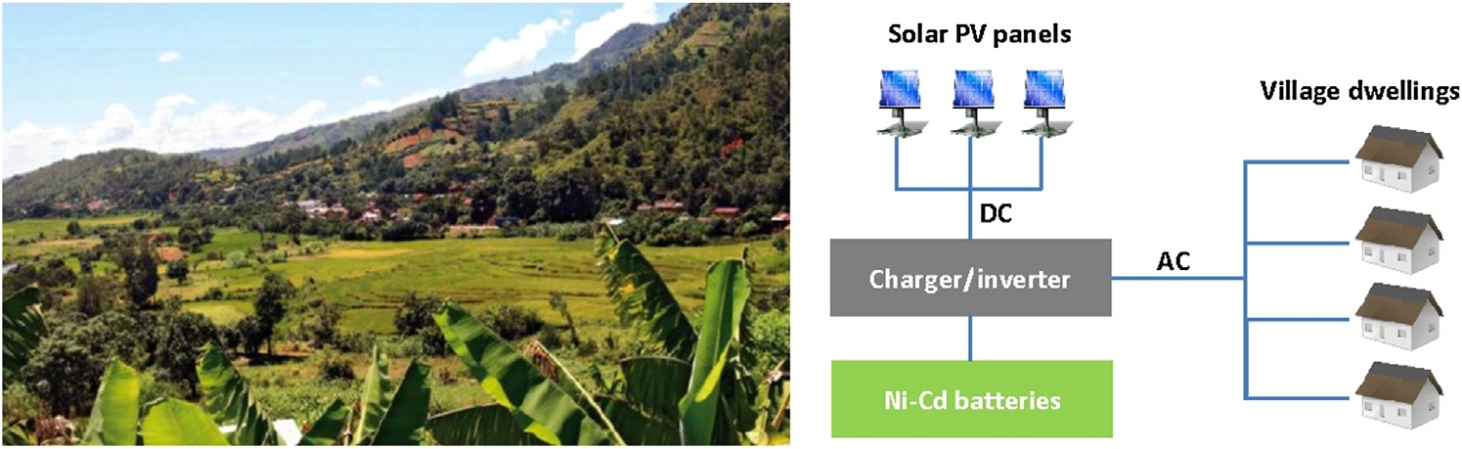 Solar PV panels
Village dwellings
DC
Charger/inverter
AC
Ni-Cd batteries